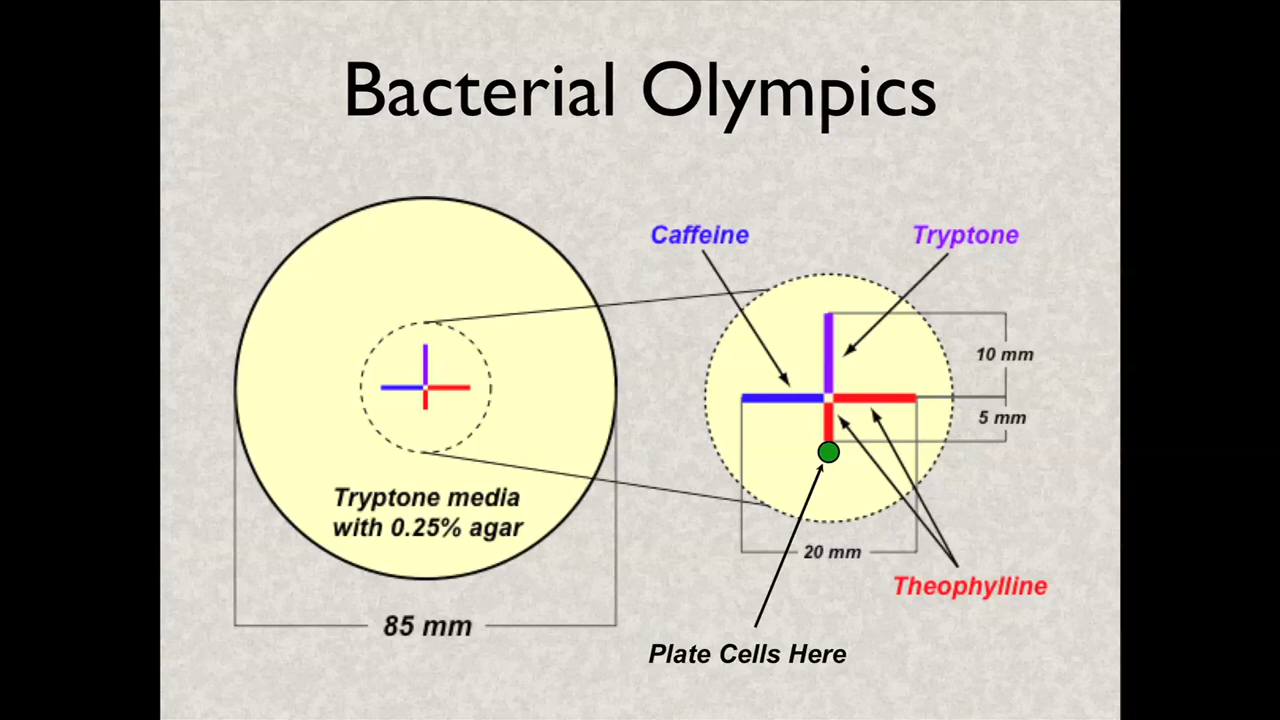 Bacterial Olympics
Caffeine
Tryptone
10 mm
5 mm
Tryptone media
with 0.25% agar
20 mm
Theophylline
85 mm
Plate Cells Here